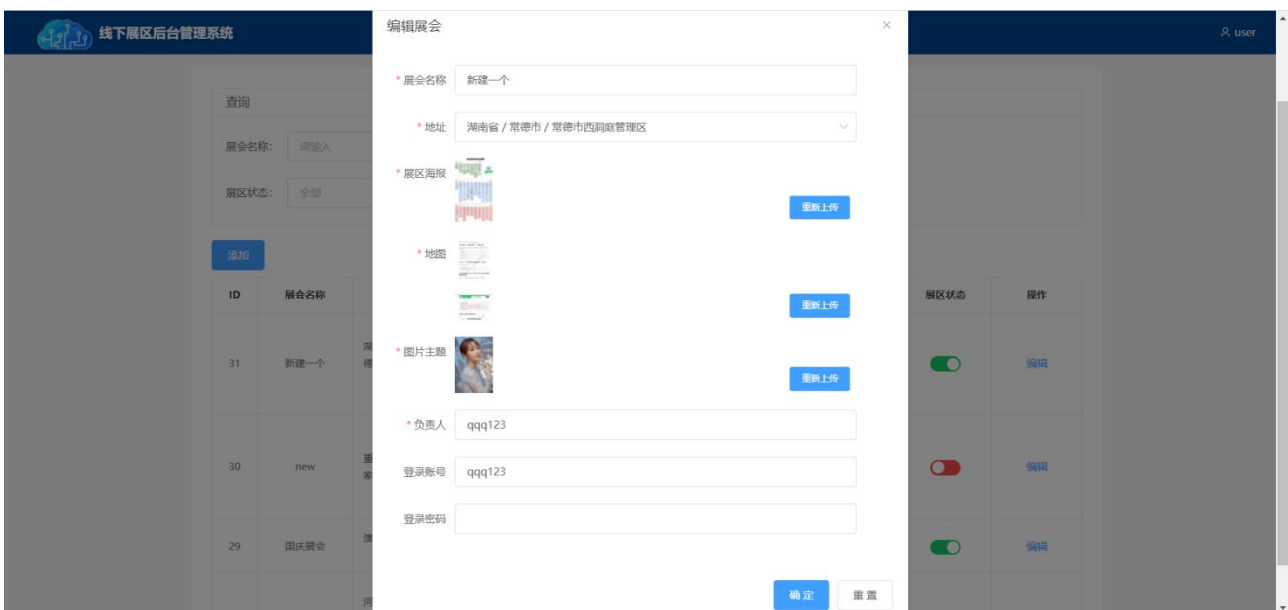 线下展区后台管理系统
user
编辑展会
* 展会名称 新建一个
* 地址 湖南省 / 常德市 / 常德市西洞庭管理区
* 展区海报
重新上传
* 地图
重新上传
* 图片主题
重新上传
* 负责人 qqq123
登录账号 qqq123
登录密码
确定 重置
查询
展会名称: 请输入
展区状态: 全部
添加
ID 展会名称 展区状态 操作
31 新建一个 编辑
30 new 编辑
29 国庆展会 编辑